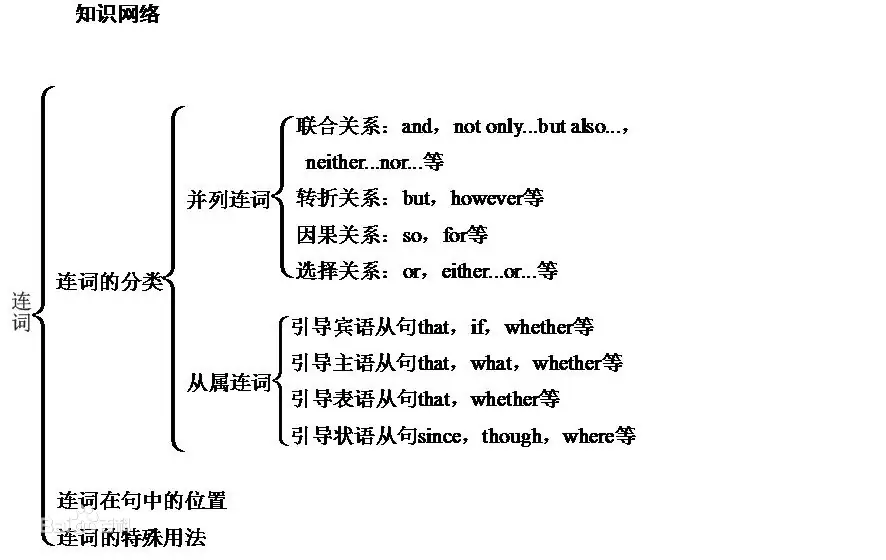 知识网络
联合关系：and，not only...but also...，
neither...nor...等
并列连词
转折关系：but，however等
因果关系：so，for等
选择关系：or，either...or...等
连词的分类
连词
引导宾语从句that，if，whether等
引导主语从句that，what，whether等
从属连词
引导表语从句that，whether等
引导状语从句since，though，where等
连词在句中的位置
连词的特殊用法